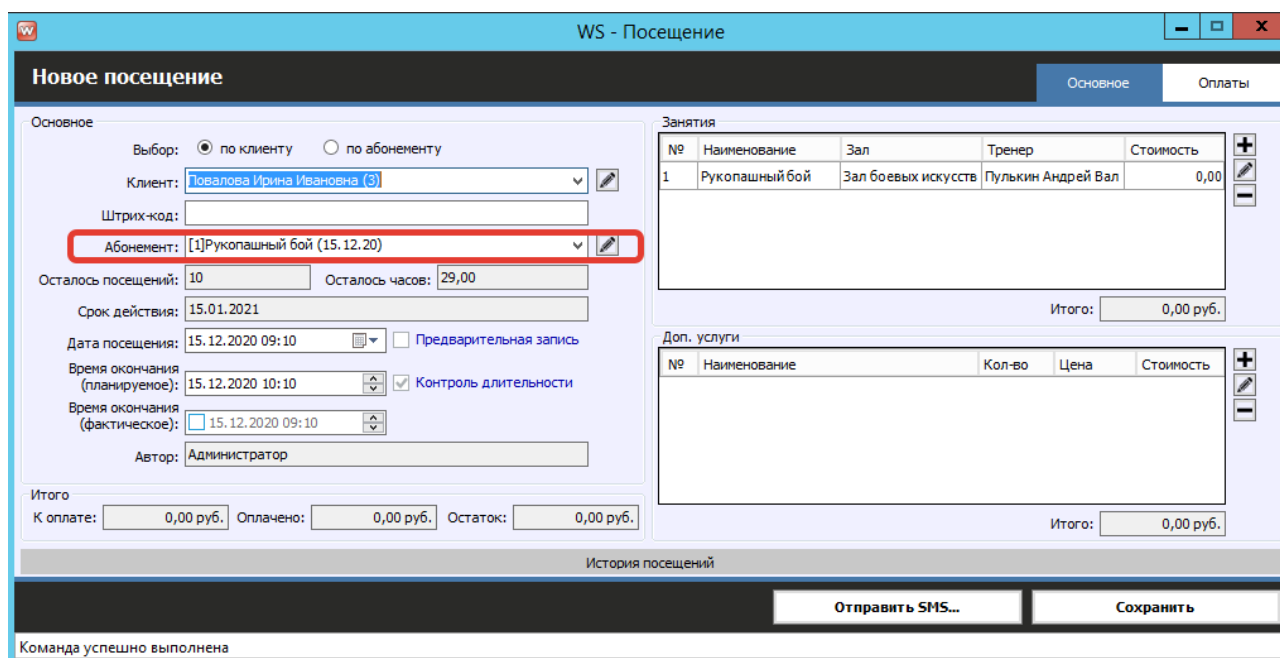 WS - Посещение
Новое посещение
Основное
Оплаты
Основное
Выбор: по клиенту по абонементу
Клиент: Повалова Ирина Ивановна (3)
Штрих-код:
Абонемент: [1]Рукопашный бой (15.12.20)
Осталось посещений: 10 Осталось часов: 29,00
Срок действия: 15.01.2021
Дата посещения: 15.12.2020 09:10 Предварительная запись
Время окончания
(планируемое): 15.12.2020 10:10 Контроль длительности
Время окончания
(фактическое): 15.12.2020 09:10
Автор: Администратор
Итого
К оплате: 0,00 руб. Оплачено: 0,00 руб. Остаток: 0,00 руб.
Занятия
№ Наименование Зал Тренер Стоимость
1 Рукопашный бой Зал боевых искусств Пулькин Андрей Вал 0,00
Итого: 0,00 руб.
Доп. услуги
№ Наименование Кол-во Цена Стоимость
Итого: 0,00 руб.
История посещений
Отправить SMS... Сохранить
Команда успешно выполнена